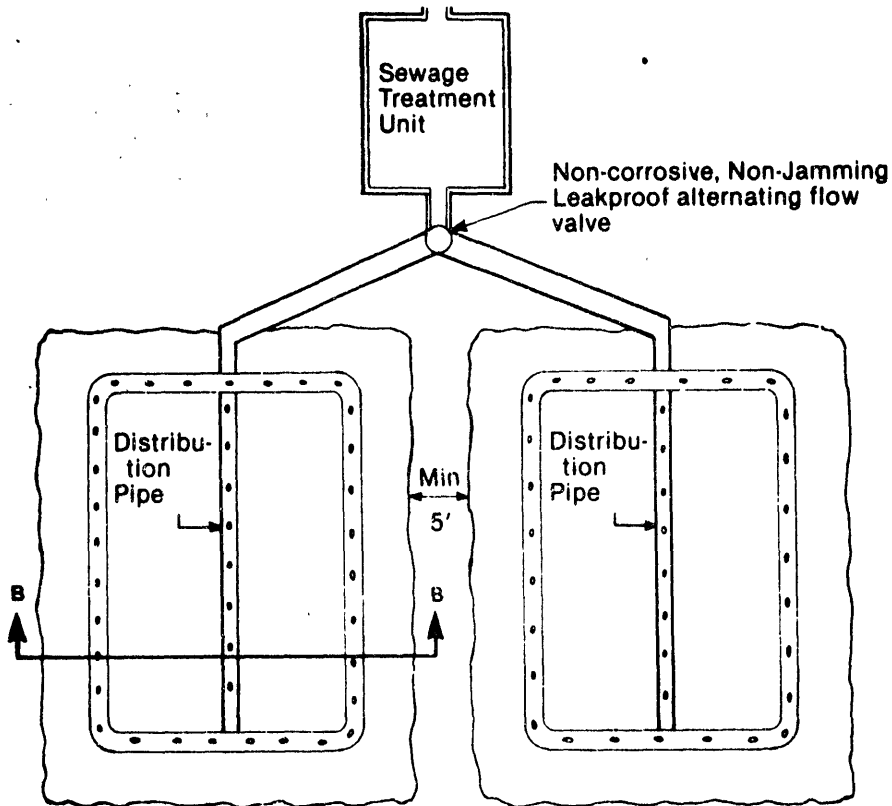 Sewage
Treatment
Unit
Non-corrosive, Non-Jamming
Leakproof alternating flow
valve
Distribu-
tion
Pipe
Min
5'
Distribu-
tion
Pipe
B
B